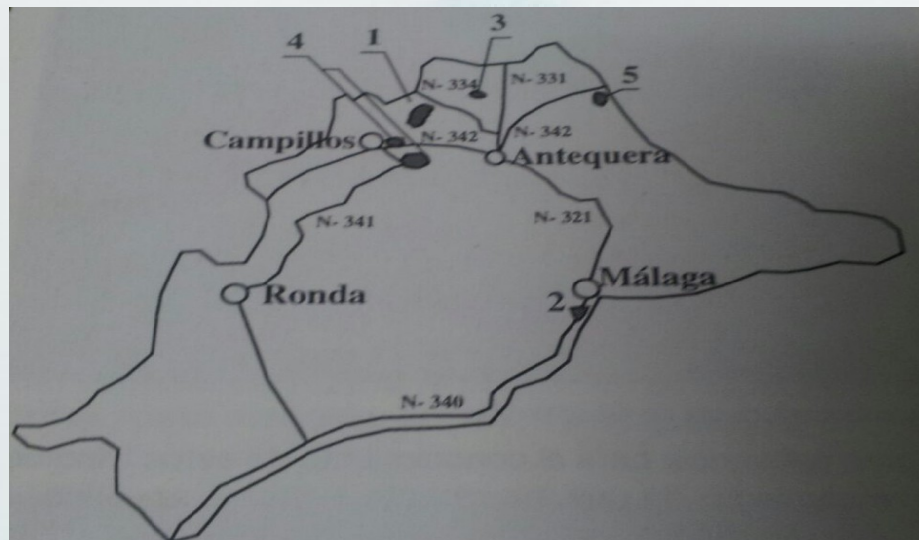 1
3
4
5
N- 334
N- 331
Campillos
N- 342
N- 342
Antequera
N- 341
N- 321
Málaga
Ronda
2
N- 340